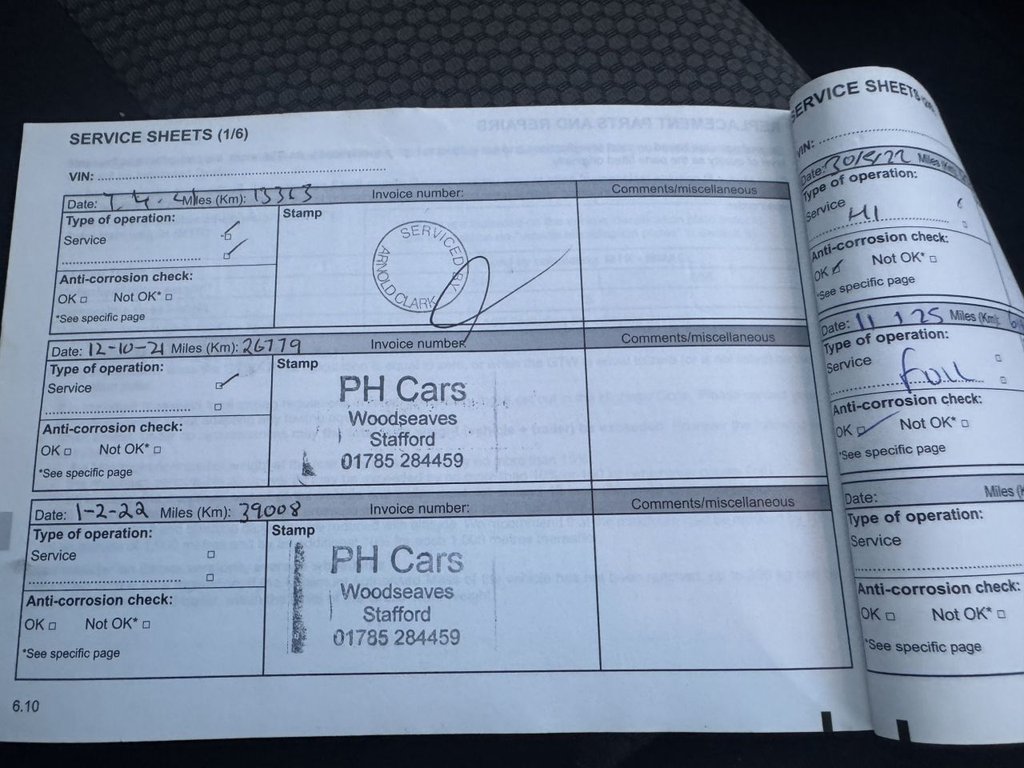 SERVICE SHEETS (1/6)
VIN:
Date: 7.4. Miles (Km): 13363 Invoice number: Comments/miscellaneous
Type of operation: Stamp
Service
SERVICED BY
ARNOLD CLARK
Anti-corrosion check:
OK Not OK*
*See specific page
Date: 12-10-21 Miles (Km): 26779 Invoice number: Comments/miscellaneous
Type of operation: Stamp
Service
PH Cars
Woodseaves
Stafford
01785 284459
Anti-corrosion check:
OK Not OK*
*See specific page
Date: 1-2-22 Miles (Km): 39008 Invoice number: Comments/miscellaneous
Type of operation: Stamp
Service
PH Cars
Woodseaves
Stafford
01785 284459
Anti-corrosion check:
OK Not OK*
*See specific page
6.10
SERVICE SHEETS
VIN:
Date: Miles
Type of operation:
Service
Anti-corrosion check:
OK Not OK*
*See specific page
Date: 11 1 25 Miles (Km):
Type of operation:
Service
Full
Anti-corrosion check:
OK Not OK*
*See specific page
Date: Miles
Type of operation:
Service
Anti-corrosion check:
OK Not OK*
*See specific page